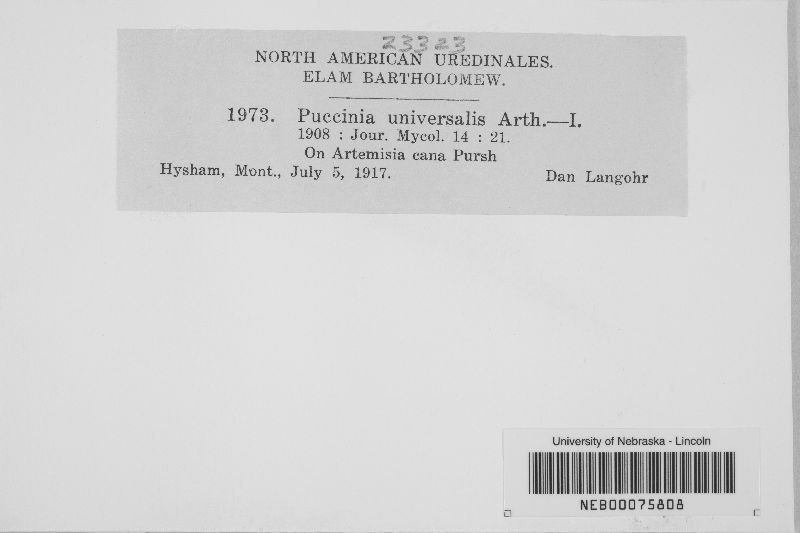 23323
NORTH AMERICAN UREDINALES.
ELAM BARTHOLOMEW.
1973. Puccinia universalis Arth.—I.
1908 : Jour. Mycol. 14 : 21.
On Artemisia cana Pursh
Hysham, Mont., July 5, 1917. Dan Langohr
University of Nebraska - Lincoln
NEB00075808